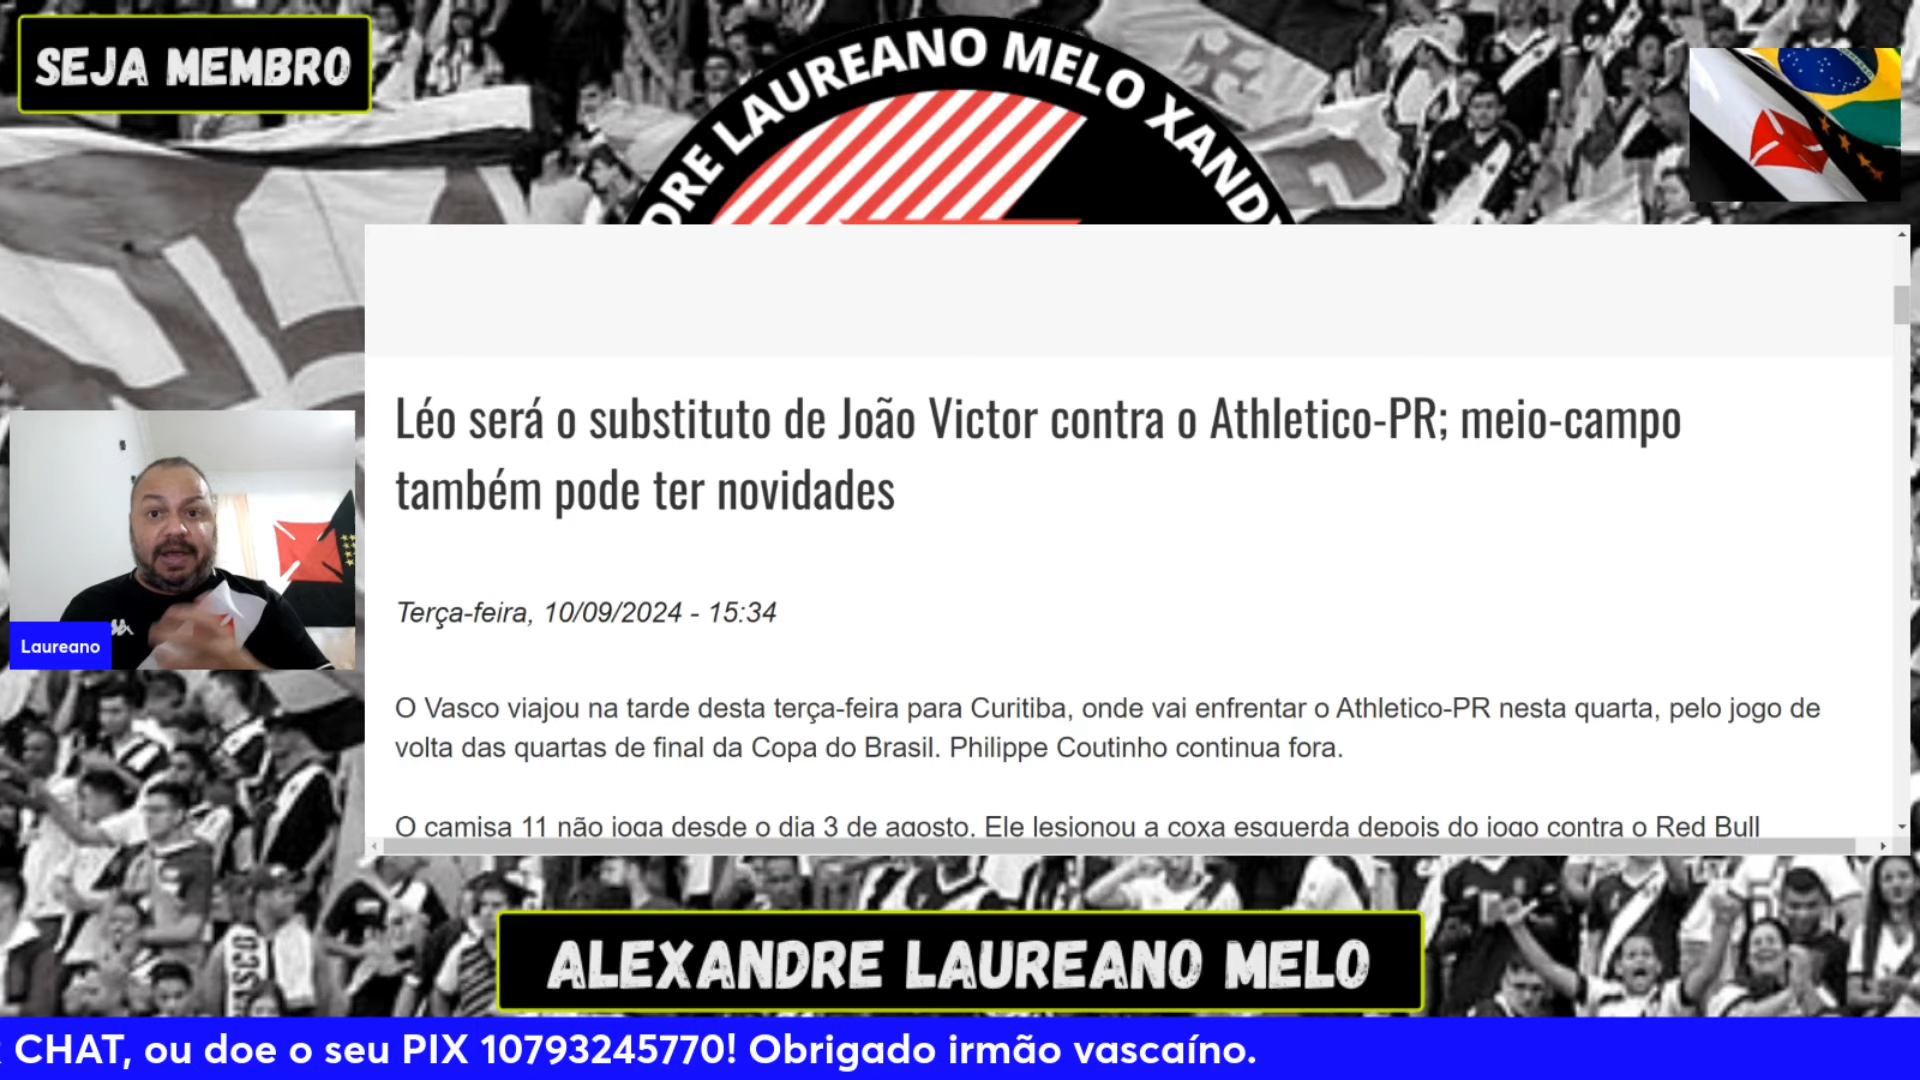 SEJA MEMBRO
DRE LAUREANO MELO XAND
Léo será o substituto de João Victor contra o Athletico-PR; meio-campo
também pode ter novidades
Terça-feira, 10/09/2024 - 15:34
O Vasco viajou na tarde desta terça-feira para Curitiba, onde vai enfrentar o Athletico-PR nesta quarta, pelo jogo de
volta das quartas de final da Copa do Brasil. Philippe Coutinho continua fora.
O camisa 11 não joga desde o dia 3 de agosto. Ele lesionou a coxa esquerda depois do jogo contra o Red Bull
Laureano
ALEXANDRE LAUREANO MELO
CHAT, ou doe o seu PIX 10793245770! Obrigado irmão vascaíno.